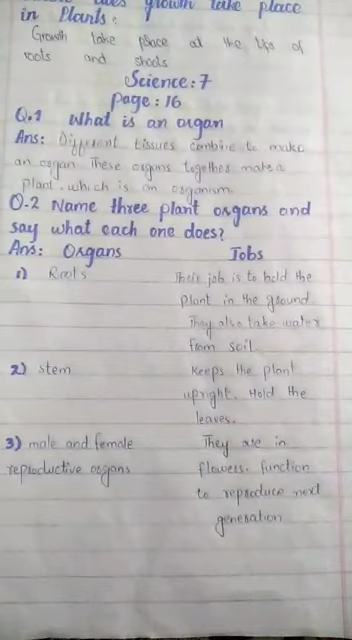 growth take place
in Plants:
Growth take place at the tips of
roots and shoots
Science: 7
Page: 16
Q.1 What is an organ
Ans: Different tissues combine to make
an organ. These organs together make a
plant. which is an organism.
Q.2 Name three plant organs and
say what each one does?
Ans: Organs Jobs
1) Roots Their job is to hold the
plant in the ground
They also take water
from soil.
2) stem Keeps the plant
upright. Hold the
leaves.
3) male and female They are in
reproductive organs flowers. function
to reproduce next
generation